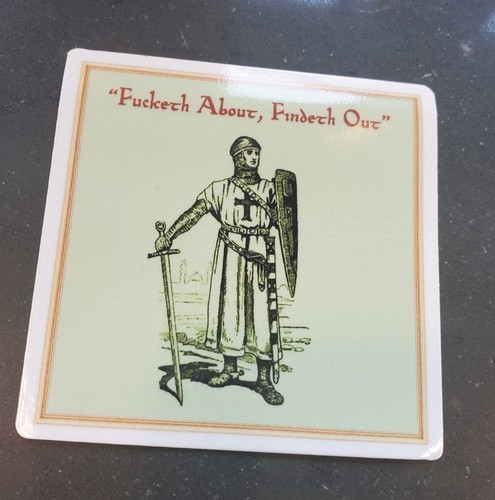 “Fucketh About, Findeth Out”